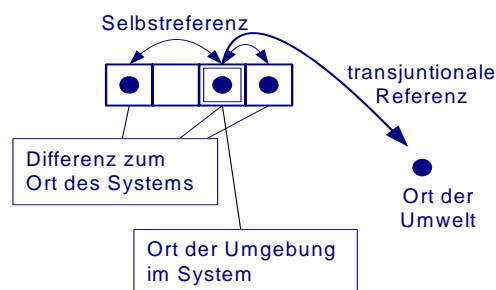 Selbstreferenz
transjuntionale
Referenz
Differenz zum
Ort des Systems
Ort der
Umwelt
Ort der Umgebung
im System